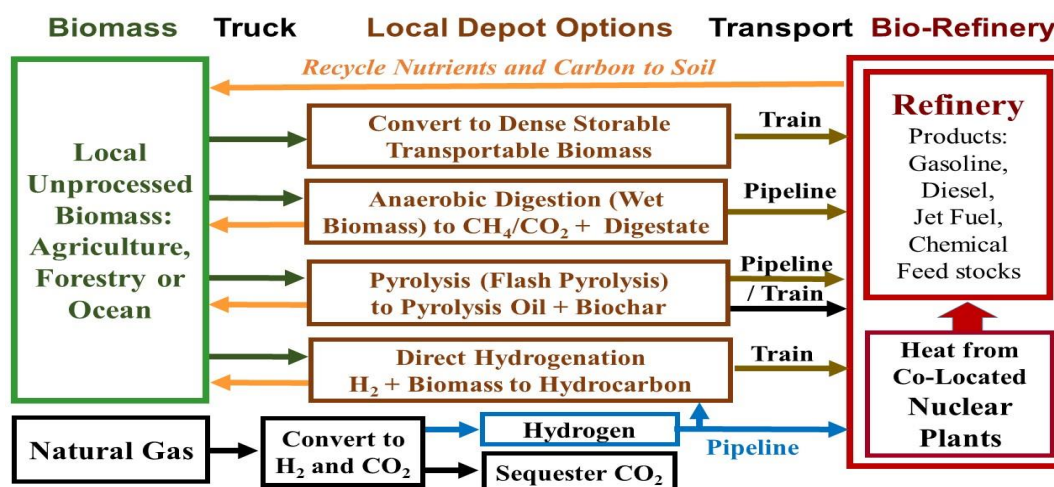 Biomass
Truck
Local Depot Options
Transport
Bio-Refinery
Recycle Nutrients and Carbon to Soil
Local
Unprocessed
Biomass:
Agriculture,
Forestry or
Ocean
Convert to Dense Storable
Transportable Biomass
Train
Anaerobic Digestion (Wet
Biomass) to CH₄/CO₂ + Digestate
Pipeline
Pyrolysis (Flash Pyrolysis)
to Pyrolysis Oil + Biochar
Pipeline
/ Train
Direct Hydrogenation
H₂ + Biomass to Hydrocarbon
Train
Refinery
Products:
Gasoline,
Diesel,
Jet Fuel,
Chemical
Feed stocks
Heat from
Co-Located
Nuclear
Plants
Natural Gas
Convert to
H₂ and CO₂
Hydrogen
Pipeline
Sequester CO₂